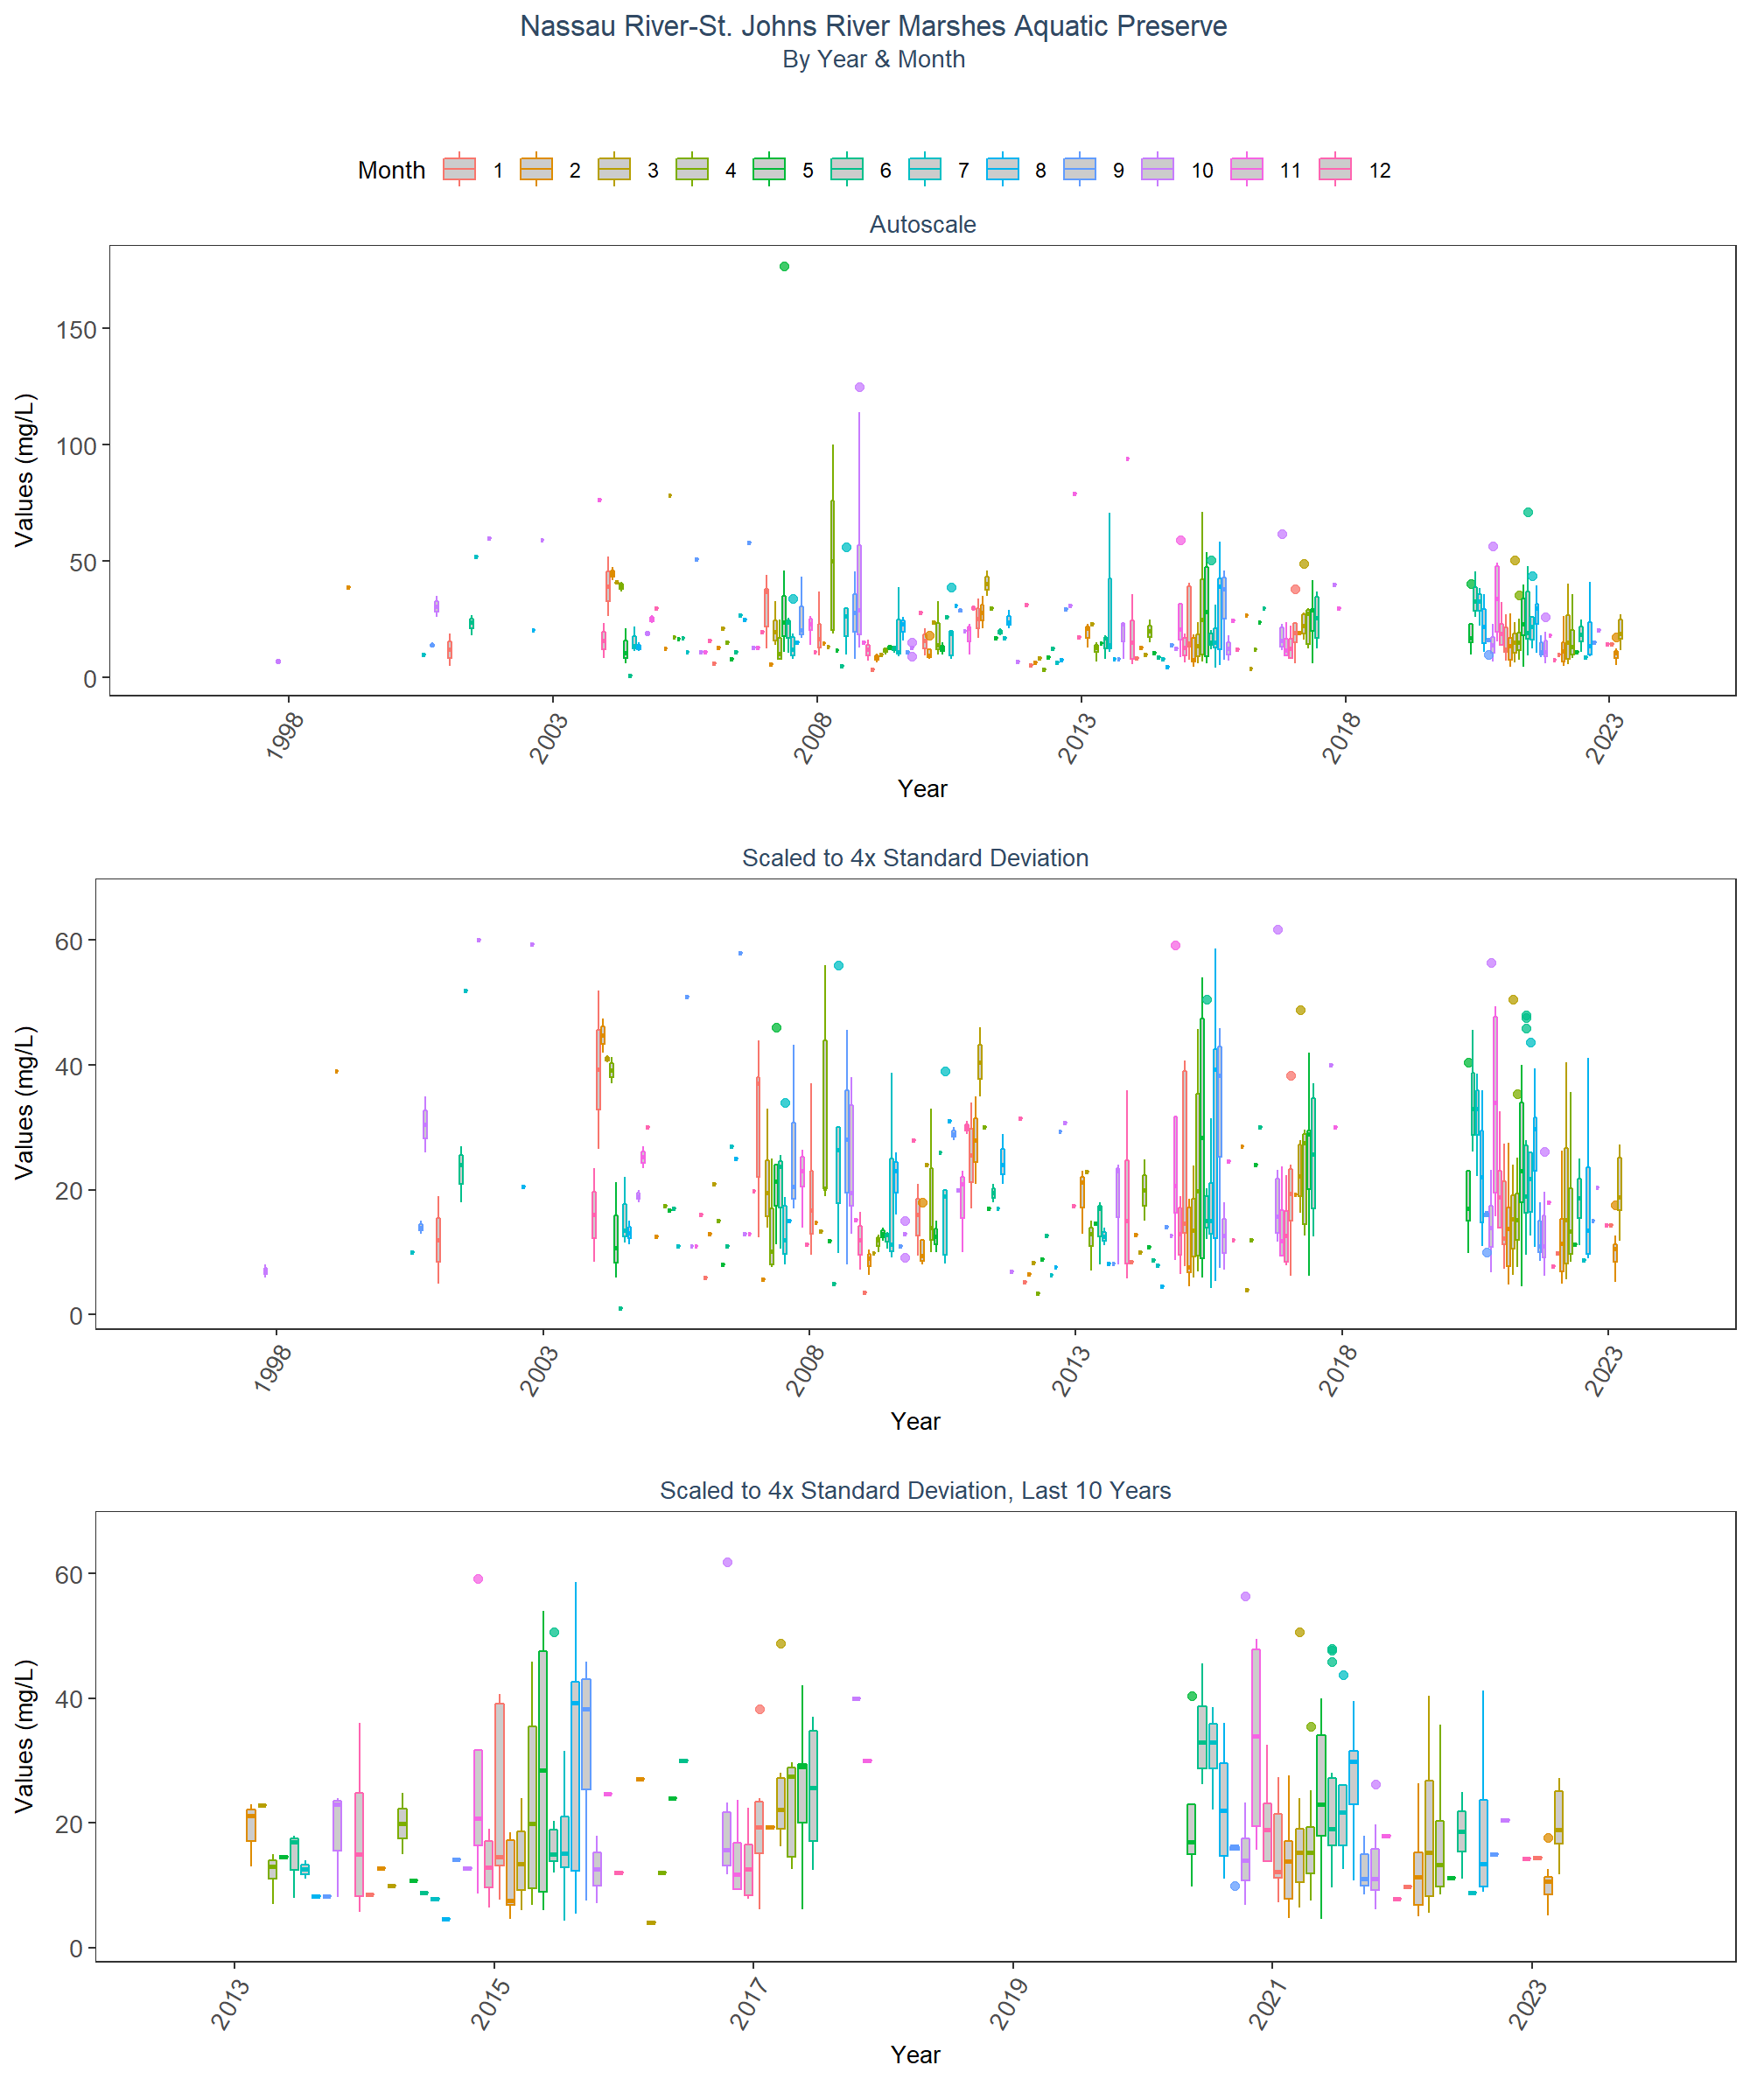 Nassau River-St. Johns River Marshes Aquatic Preserve
By Year & Month
Month 1 2 3 4 5 6 7 8 9 10 11 12
Autoscale
Values (mg/L)
150
100
50
0
1998 2003 2008 2013 2018 2023
Year
Scaled to 4x Standard Deviation
Values (mg/L)
60
40
20
0
1998 2003 2008 2013 2018 2023
Year
Scaled to 4x Standard Deviation, Last 10 Years
Values (mg/L)
60
40
20
0
2013 2015 2017 2019 2021 2023
Year